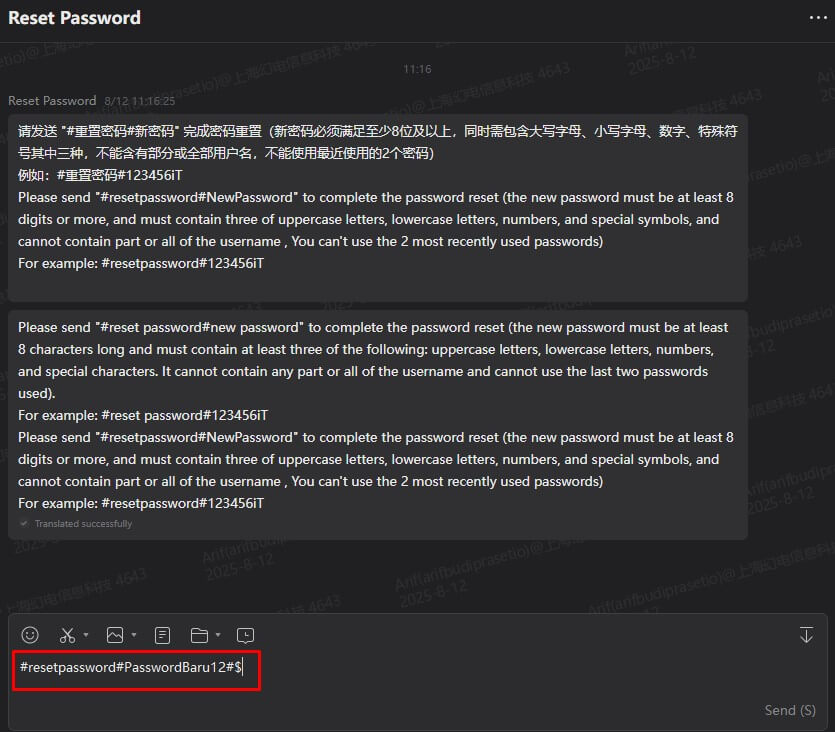 Reset Password
11:16
Reset Password 8/12 11:16:25
请发送 "#重置密码#新密码" 完成密码重置（新密码必须满足至少8位及以上，同时需包含大写字母、小写字母、数字、特殊符
号其中三种，不能含有部分或全部用户名，不能使用最近使用的2个密码）
例如：#重置密码#123456iT
Please send "#resetpassword#NewPassword" to complete the password reset (the new password must be at least 8
digits or more, and must contain three of uppercase letters, lowercase letters, numbers, and special symbols, and
cannot contain part or all of the username , You can't use the 2 most recently used passwords)
For example: #resetpassword#123456iT
Please send "#reset password#new password" to complete the password reset (the new password must be at least
8 characters long and must contain at least three of the following: uppercase letters, lowercase letters, numbers,
and special characters. It cannot contain any part or all of the username and cannot use the last two passwords
used).
For example: #reset password#123456iT
Please send "#resetpassword#NewPassword" to complete the password reset (the new password must be at least 8
digits or more, and must contain three of uppercase letters, lowercase letters, numbers, and special symbols, and
cannot contain part or all of the username , You can't use the 2 most recently used passwords)
For example: #resetpassword#123456iT
Translated successfully
Arif(arifbudiprasetio)@上海幻电信息科技 4643
2025-8-12
#resetpassword#PasswordBaru12#$
Send (S)